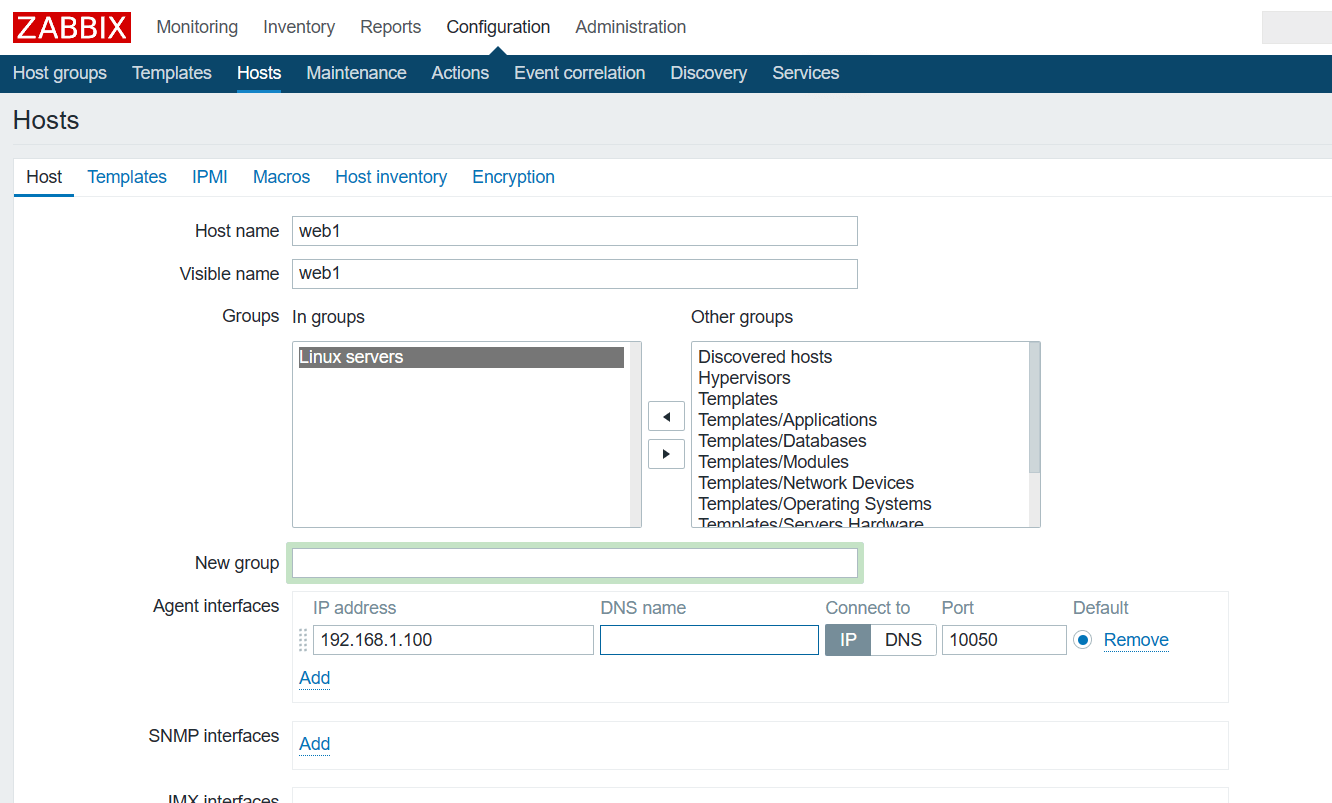 ZABBIX Monitoring Inventory Reports Configuration Administration
Host groups Templates Hosts Maintenance Actions Event correlation Discovery Services
Hosts
Host Templates IPMI Macros Host inventory Encryption
Host name web1
Visible name web1
Groups In groups Other groups
Linux servers
Discovered hosts
Hypervisors
Templates
Templates/Applications
Templates/Databases
Templates/Modules
Templates/Network Devices
Templates/Operating Systems
Templates/Servers Hardware
New group
Agent interfaces IP address DNS name Connect to Port Default
192.168.1.100 IP DNS 10050 Remove
Add
SNMP interfaces Add
JMX interfaces